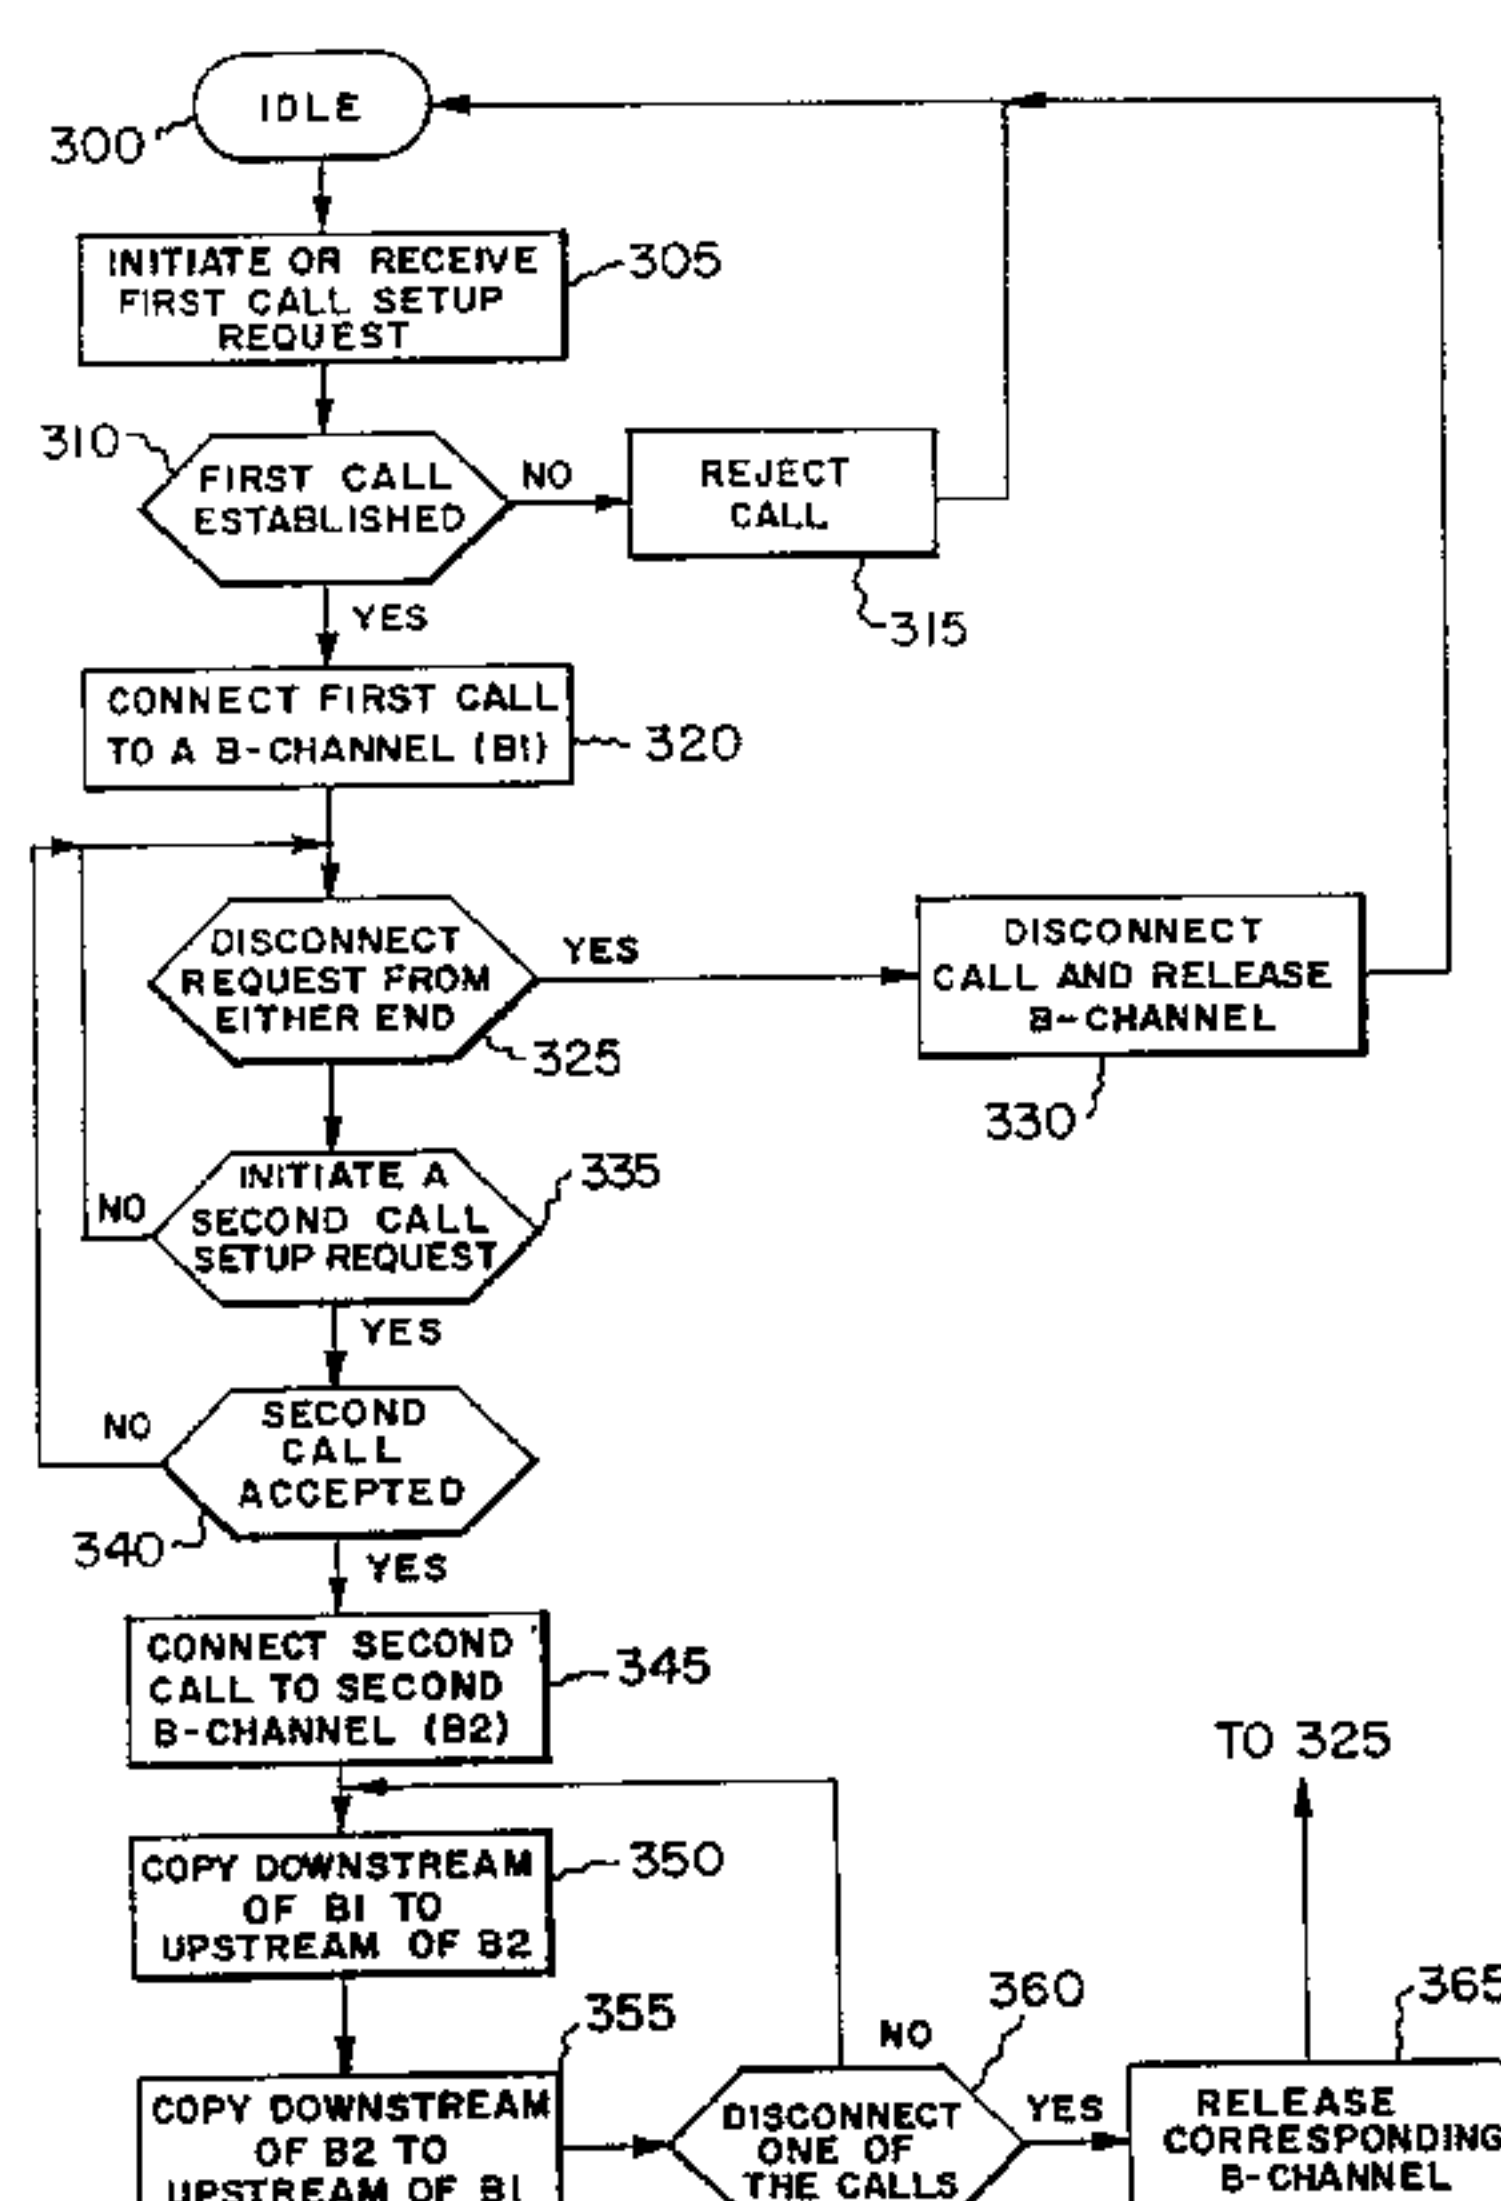 IDLE
300
INITIATE OR RECEIVE
FIRST CALL SETUP
REQUEST
305
310
FIRST CALL
ESTABLISHED
NO
REJECT
CALL
315
YES
CONNECT FIRST CALL
TO A B-CHANNEL (B1)
320
DISCONNECT
REQUEST FROM
EITHER END
325
YES
DISCONNECT
CALL AND RELEASE
B-CHANNEL
330
INITIATE A
SECOND CALL
SETUP REQUEST
335
NO
YES
SECOND
CALL
ACCEPTED
NO
340
YES
CONNECT SECOND
CALL TO SECOND
B-CHANNEL (B2)
345
TO 325
COPY DOWNSTREAM
OF B1 TO
UPSTREAM OF B2
350
COPY DOWNSTREAM
OF B2 TO
UPSTREAM OF B1
355
NO
360
DISCONNECT
ONE OF
THE CALLS
YES
365
RELEASE
CORRESPONDING
B-CHANNEL